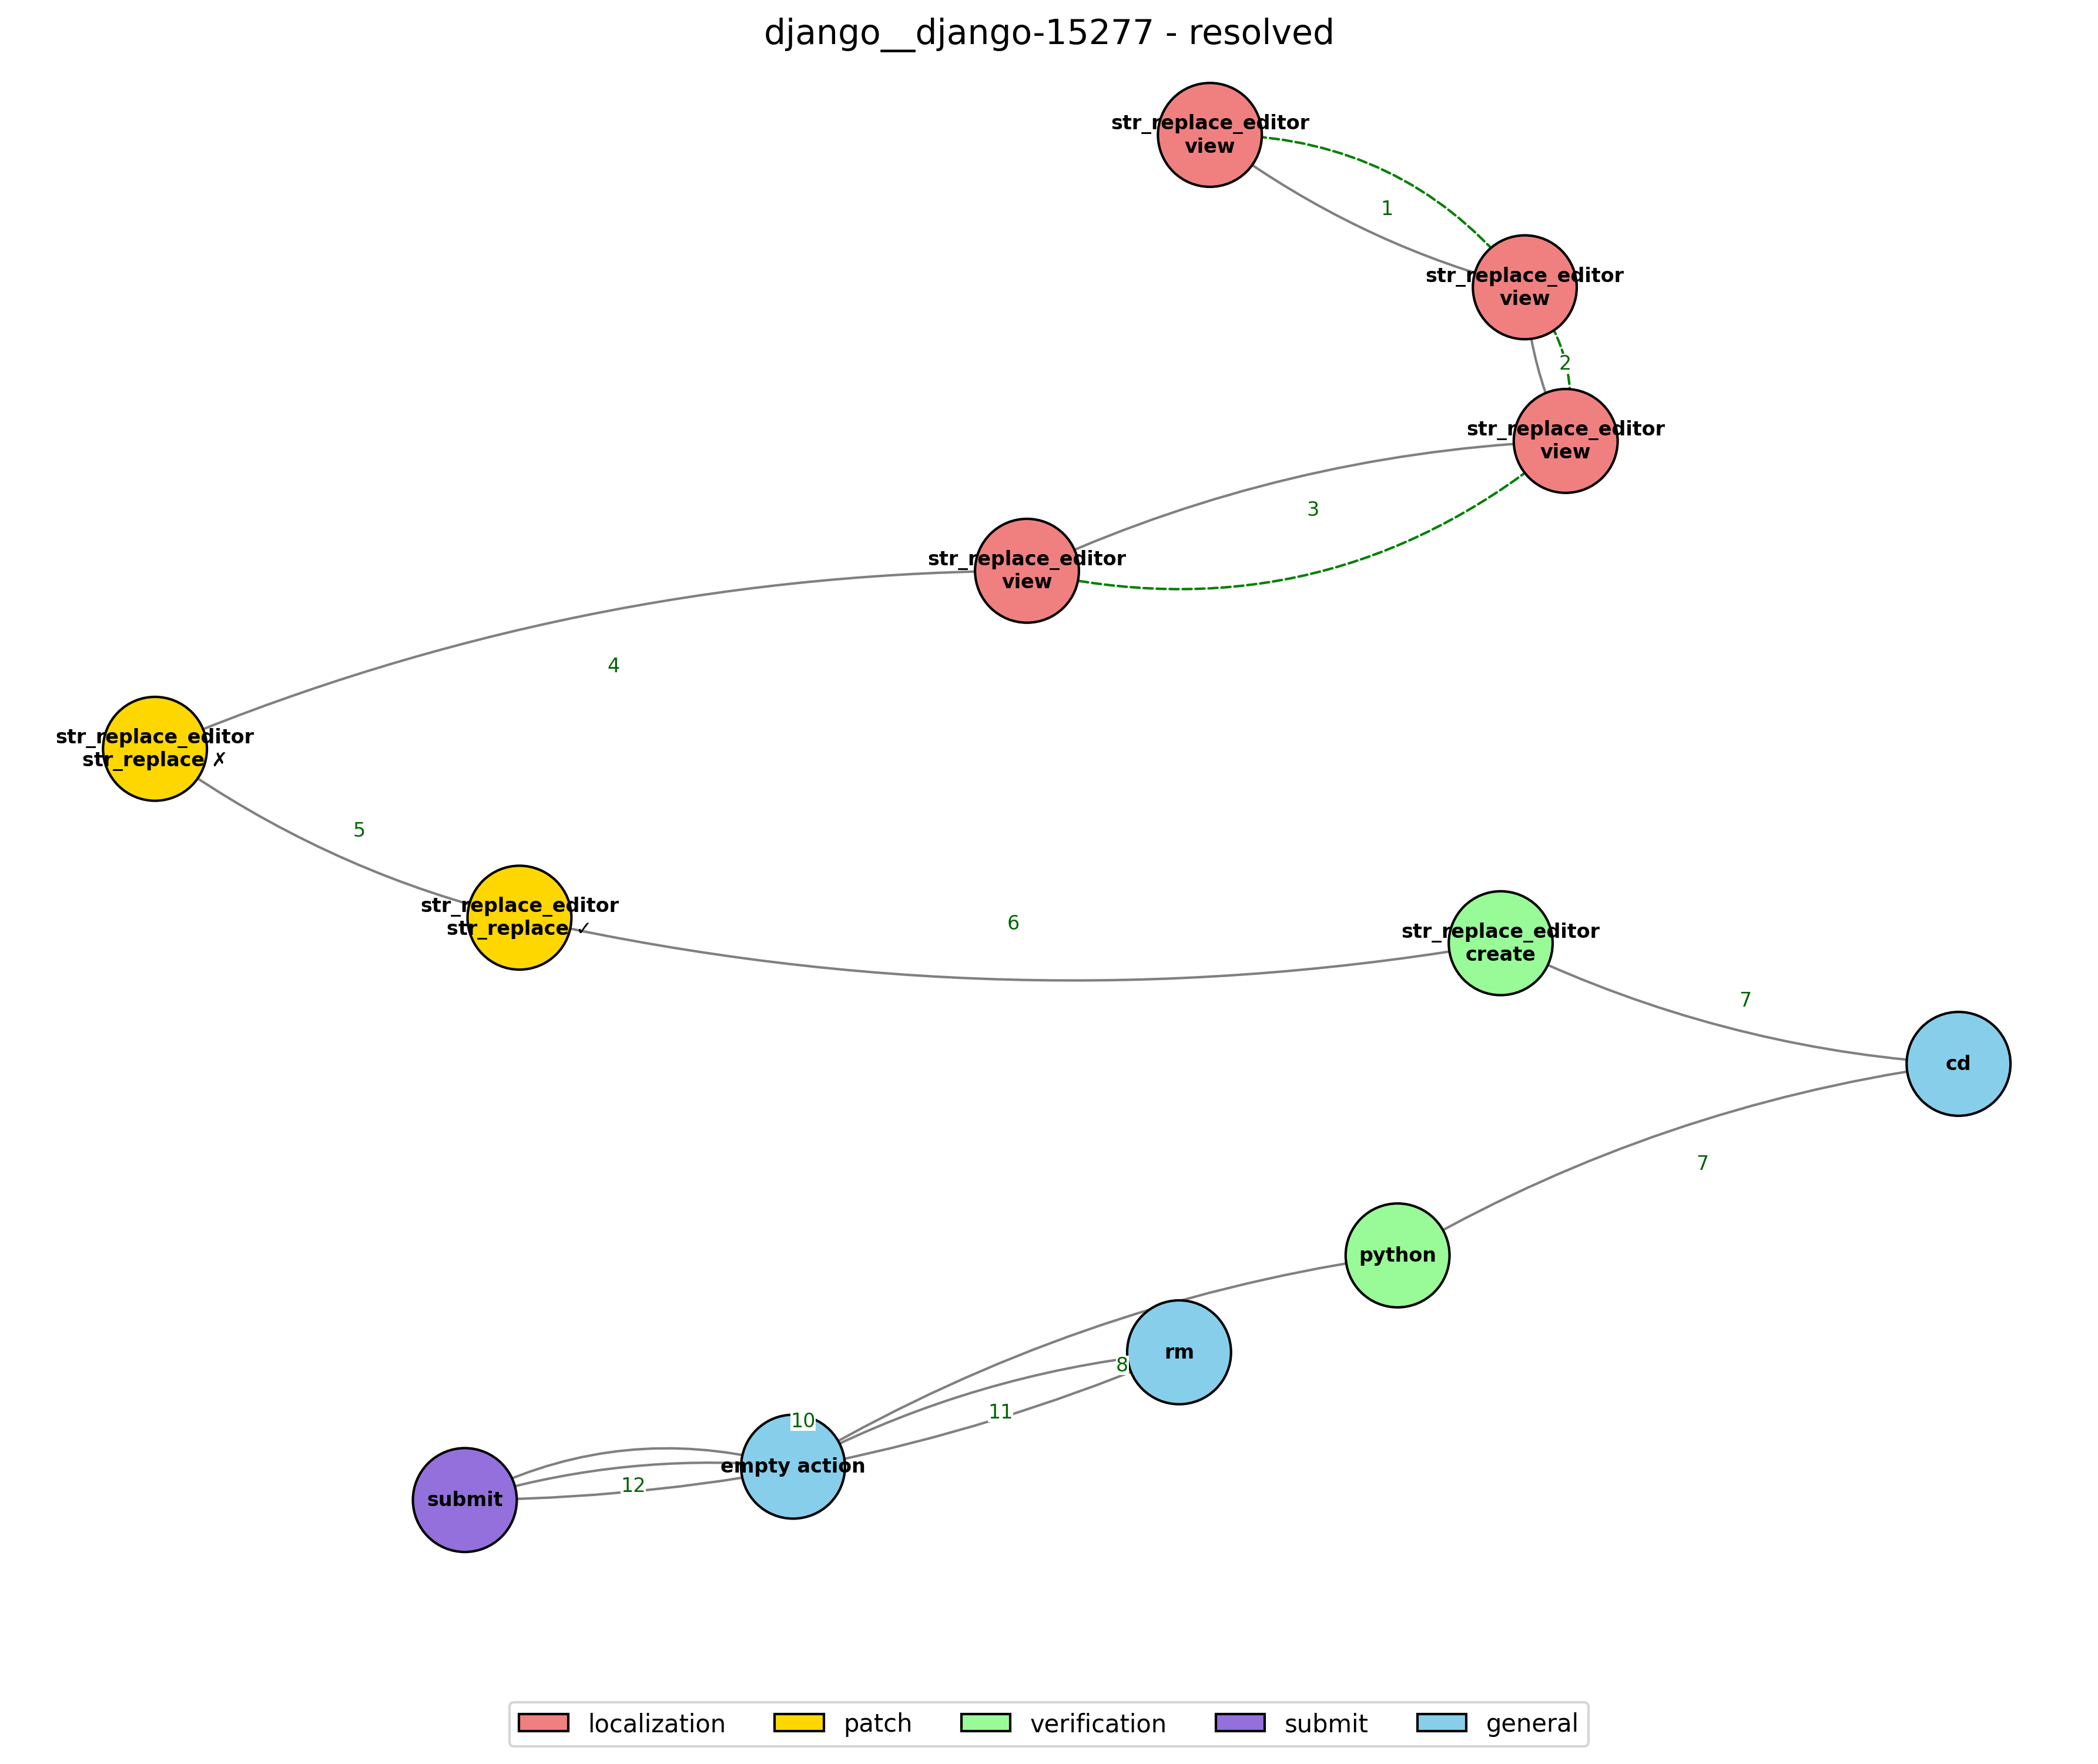 django__django-15277 - resolved
str_replace_editor
view
1
str_replace_editor
view
2
str_replace_editor
view
3
str_replace_editor
view
4
str_replace_editor
str_replace ✗
5
str_replace_editor
str_replace ✓
6
str_replace_editor
create
7
cd
7
python
rm
8
11
10
empty action
12
submit
localization
patch
verification
submit
general